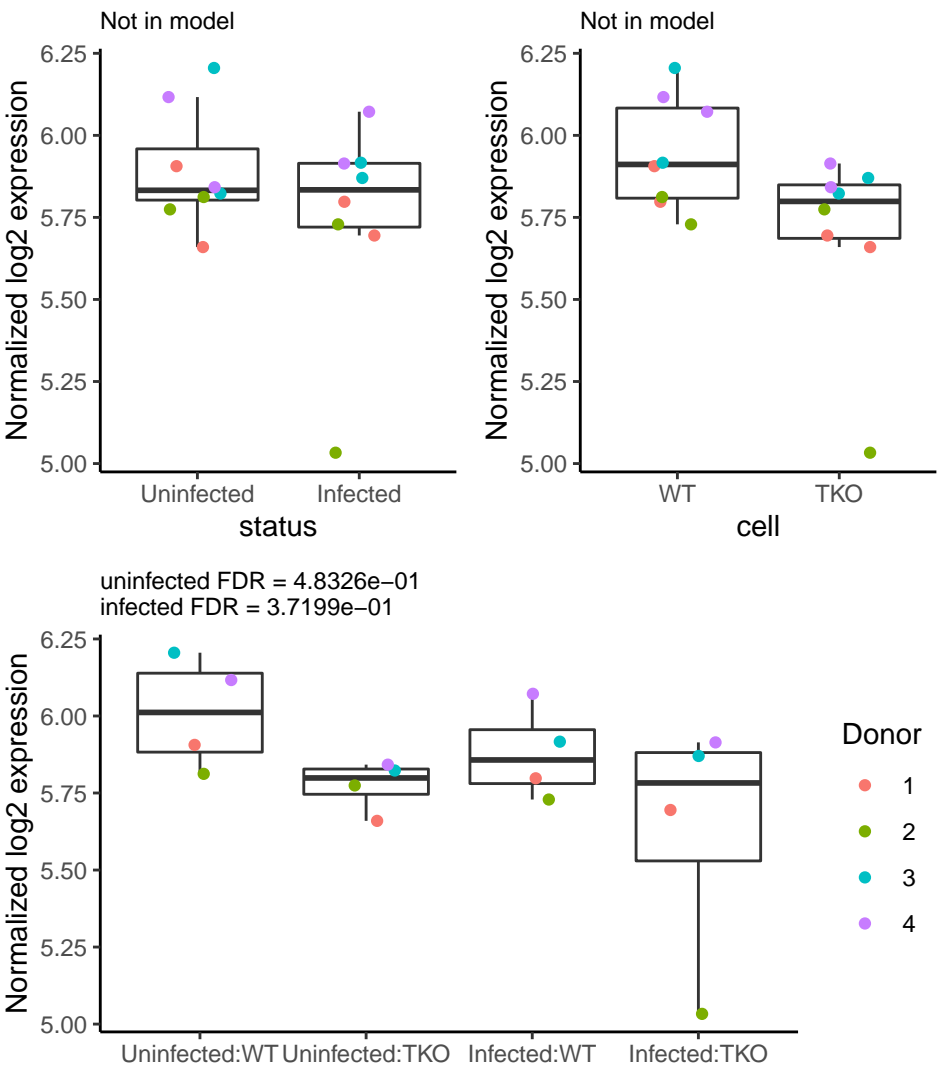 Not in model
Normalized log2 expression
6.25
6.00
5.75
5.50
5.25
5.00
Uninfected Infected
status
Not in model
Normalized log2 expression
6.25
6.00
5.75
5.50
5.25
5.00
WT TKO
cell
uninfected FDR = 4.8326e−01
infected FDR = 3.7199e−01
Normalized log2 expression
6.25
6.00
5.75
5.50
5.25
5.00
Uninfected:WT Uninfected:TKO Infected:WT Infected:TKO
Donor
1
2
3
4